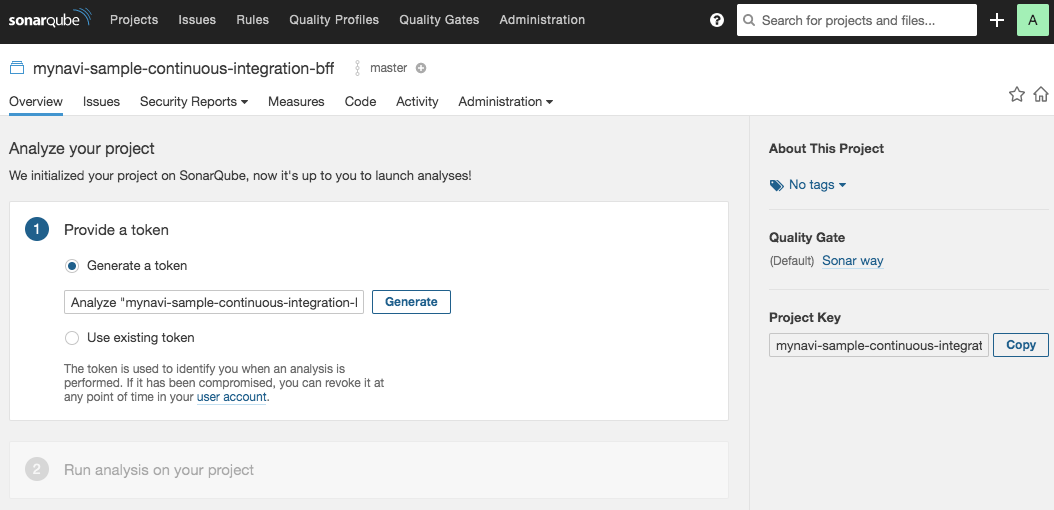 sonarqube Projects Issues Rules Quality Profiles Quality Gates Administration ? Search for projects and files... + A
mynavi-sample-continuous-integration-bff master
Overview Issues Security Reports Measures Code Activity Administration
Analyze your project
We initialized your project on SonarQube, now it's up to you to launch analyses!
1 Provide a token
Generate a token
Analyze "mynavi-sample-continuous-integration-l Generate
Use existing token
The token is used to identify you when an analysis is
performed. If it has been compromised, you can revoke it at
any point of time in your user account.
2 Run analysis on your project
About This Project
No tags
Quality Gate
(Default) Sonar way
Project Key
mynavi-sample-continuous-integrat Copy